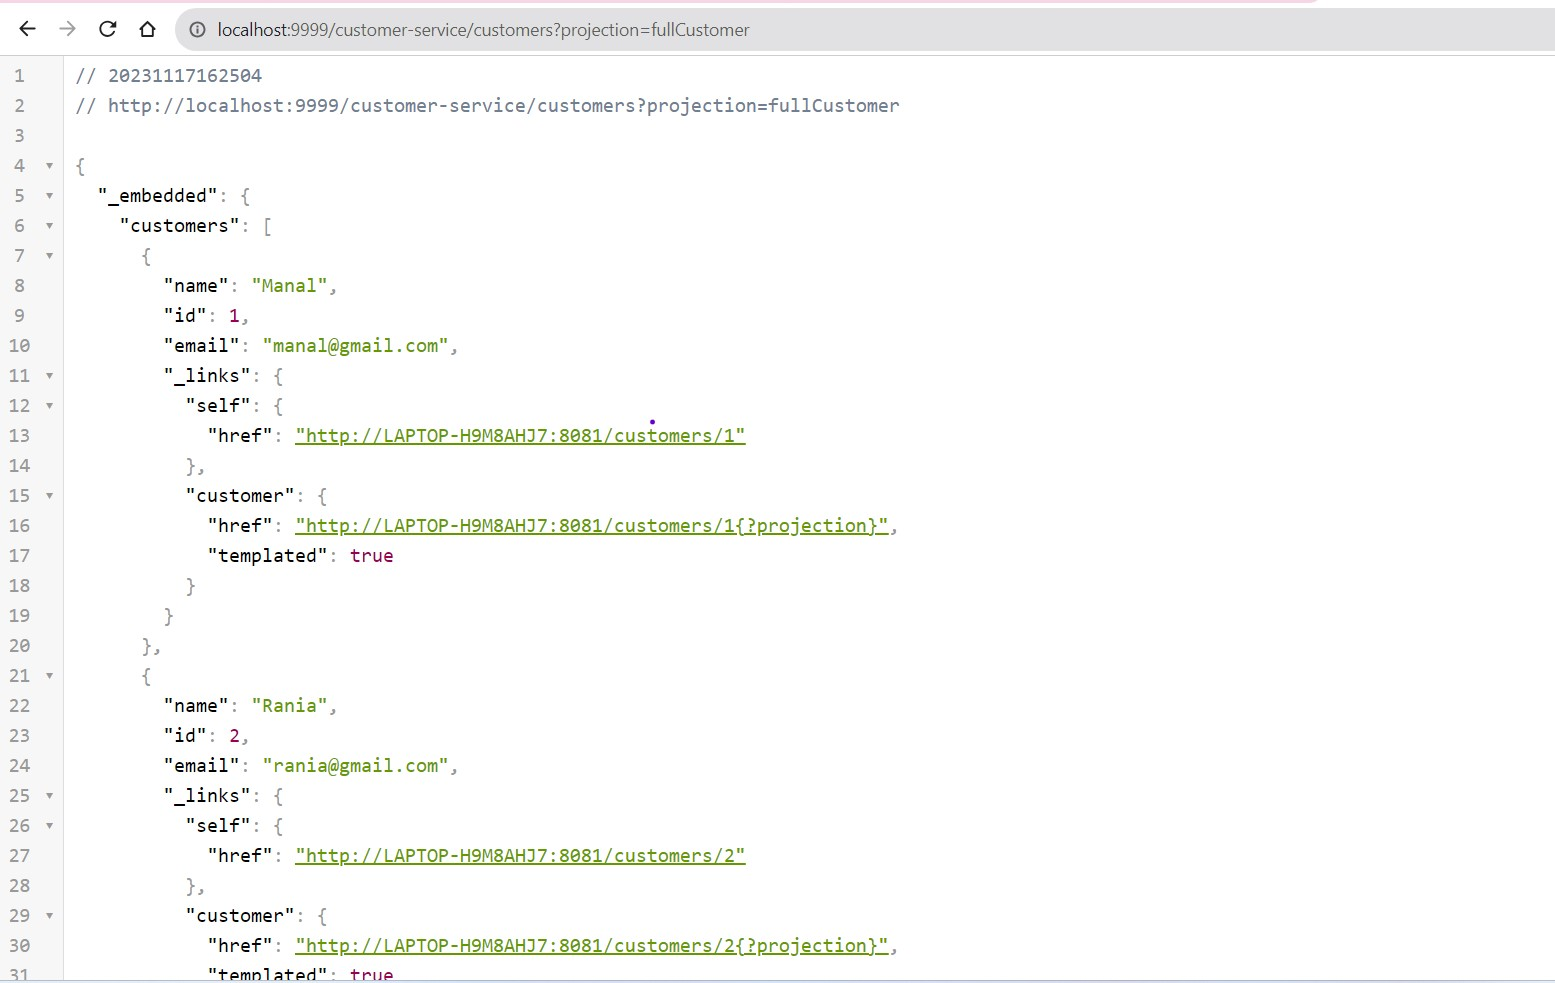 localhost:9999/customer-service/customers?projection=fullCustomer
1 // 20231117162504
2 // http://localhost:9999/customer-service/customers?projection=fullCustomer
3
4 {
5 "_embedded": {
6 "customers": [
7 {
8 "name": "Manal",
9 "id": 1,
10 "email": "manal@gmail.com",
11 "_links": {
12 "self": {
13 "href": "http://LAPTOP-H9M8AHJ7:8081/customers/1"
14 },
15 "customer": {
16 "href": "http://LAPTOP-H9M8AHJ7:8081/customers/1{?projection}",
17 "templated": true
18 }
19 }
20 },
21 {
22 "name": "Rania",
23 "id": 2,
24 "email": "rania@gmail.com",
25 "_links": {
26 "self": {
27 "href": "http://LAPTOP-H9M8AHJ7:8081/customers/2"
28 },
29 "customer": {
30 "href": "http://LAPTOP-H9M8AHJ7:8081/customers/2{?projection}",
31 "templated": true